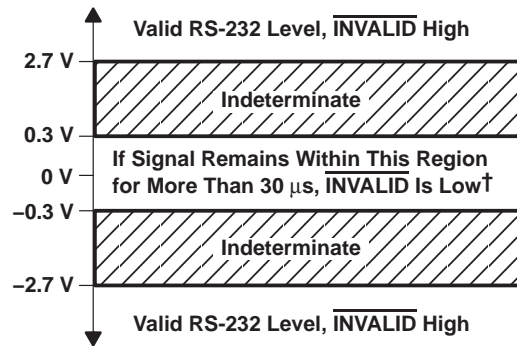 Valid RS-232 Level, INVALID High
2.7 V
Indeterminate
0.3 V
If Signal Remains Within This Region
0 V
for More Than 30 μs, INVALID Is Low†
−0.3 V
Indeterminate
−2.7 V
Valid RS-232 Level, INVALID High